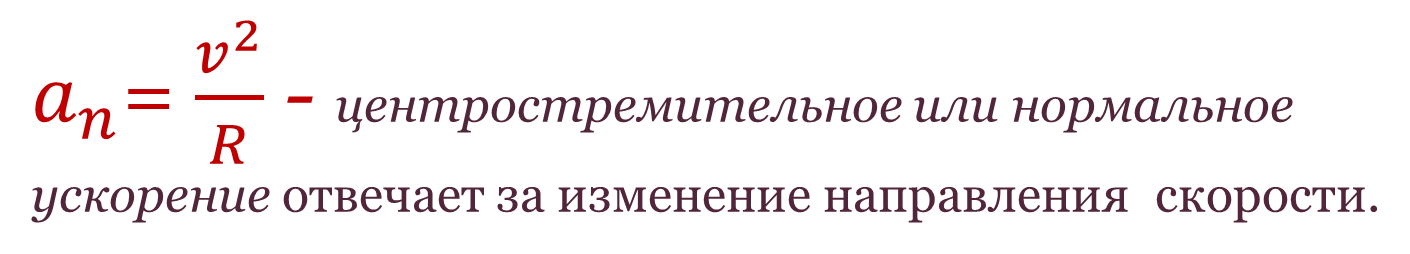 aₙ = v²/R - центростремительное или нормальное
ускорение отвечает за изменение направления скорости.